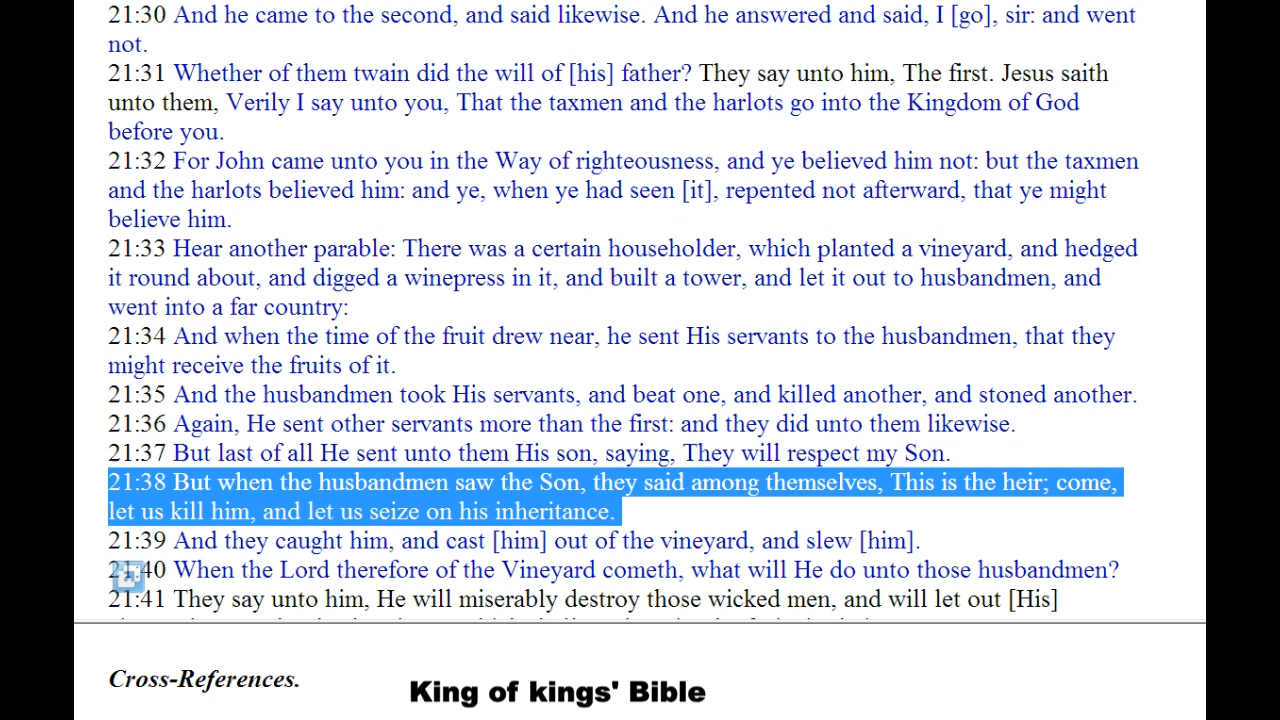 21:30 And he came to the second, and said likewise. And he answered and said, I [go], sir: and went
not.
21:31 Whether of them twain did the will of [his] father? They say unto him, The first. Jesus saith
unto them, Verily I say unto you, That the taxmen and the harlots go into the Kingdom of God
before you.
21:32 For John came unto you in the Way of righteousness, and ye believed him not: but the taxmen
and the harlots believed him: and ye, when ye had seen [it], repented not afterward, that ye might
believe him.
21:33 Hear another parable: There was a certain householder, which planted a vineyard, and hedged
it round about, and digged a winepress in it, and built a tower, and let it out to husbandmen, and
went into a far country:
21:34 And when the time of the fruit drew near, he sent His servants to the husbandmen, that they
might receive the fruits of it.
21:35 And the husbandmen took His servants, and beat one, and killed another, and stoned another.
21:36 Again, He sent other servants more than the first: and they did unto them likewise.
21:37 But last of all He sent unto them His son, saying, They will respect my Son.
21:38 But when the husbandmen saw the Son, they said among themselves, This is the heir; come,
let us kill him, and let us seize on his inheritance.
21:39 And they caught him, and cast [him] out of the vineyard, and slew [him].
21:40 When the Lord therefore of the Vineyard cometh, what will He do unto those husbandmen?
21:41 They say unto him, He will miserably destroy those wicked men, and will let out [His]
Cross-References.
King of kings' Bible